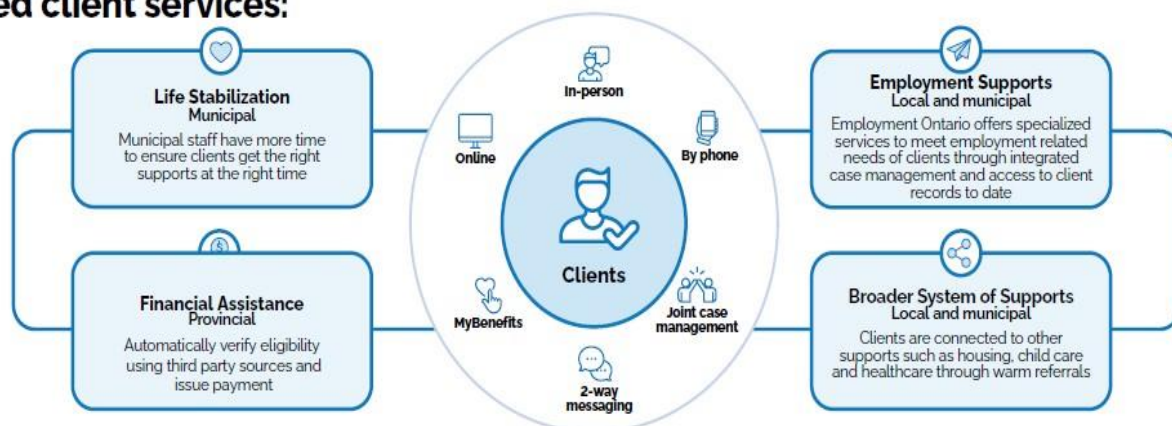 ed client services:
Life Stabilization
Municipal
Municipal staff have more time
to ensure clients get the right
supports at the right time
Financial Assistance
Provincial
Automatically verify eligibility
using third party sources and
issue payment
In-person
Online
By phone
Clients
MyBenefits
Joint case
management
2-way
messaging
Employment Supports
Local and municipal
Employment Ontario offers specialized
services to meet employment related
needs of clients through integrated
case management and access to client
records to date
Broader System of Supports
Local and municipal
Clients are connected to other
supports such as housing, child care
and healthcare through warm referrals